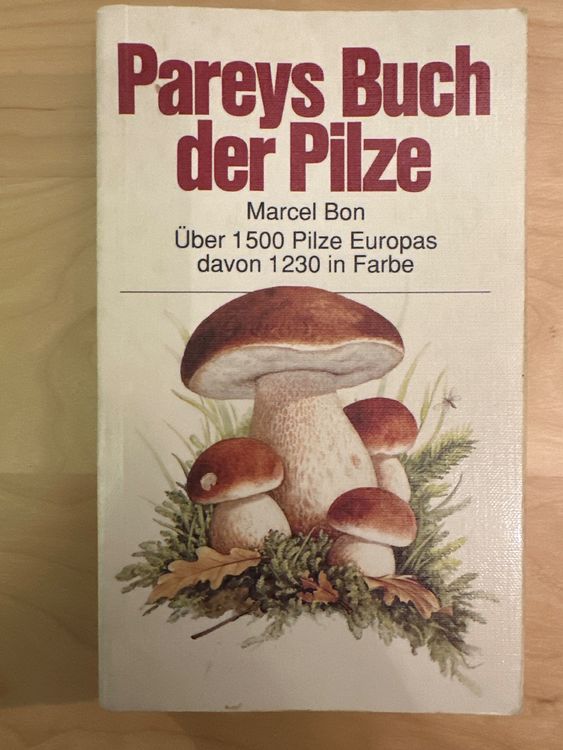 Pareys Buch
der Pilze
Marcel Bon
Über 1500 Pilze Europas
davon 1230 in Farbe